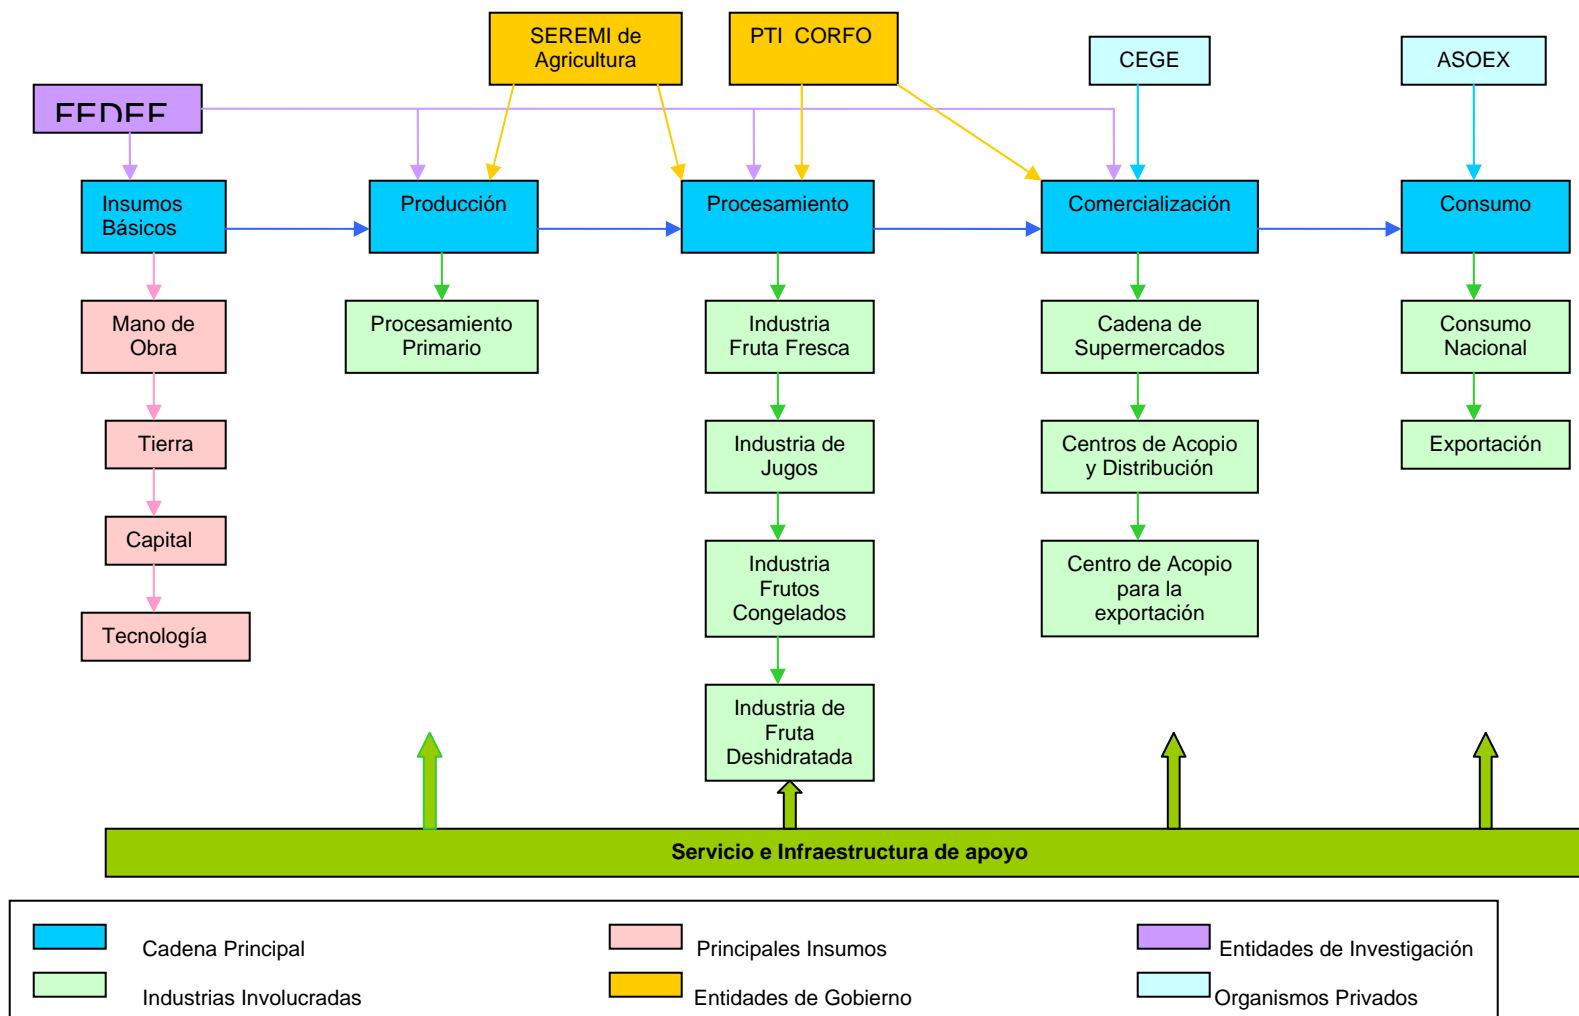 SEREMI de
Agricultura
PTI CORFO
CEGE
ASOEX
Insumos
Básicos
Producción
Procesamiento
Comercialización
Consumo
Mano de
Obra
Procesamiento
Primario
Industria
Fruta Fresca
Cadena de
Supermercados
Consumo
Nacional
Tierra
Industria de
Jugos
Centros de Acopio
y Distribución
Exportación
Capital
Industria
Frutos
Congelados
Centro de Acopio
para la
exportación
Tecnología
Industria de
Fruta
Deshidratada
Servicio e Infraestructura de apoyo
Cadena Principal
Principales Insumos
Entidades de Investigación
Industrias Involucradas
Entidades de Gobierno
Organismos Privados